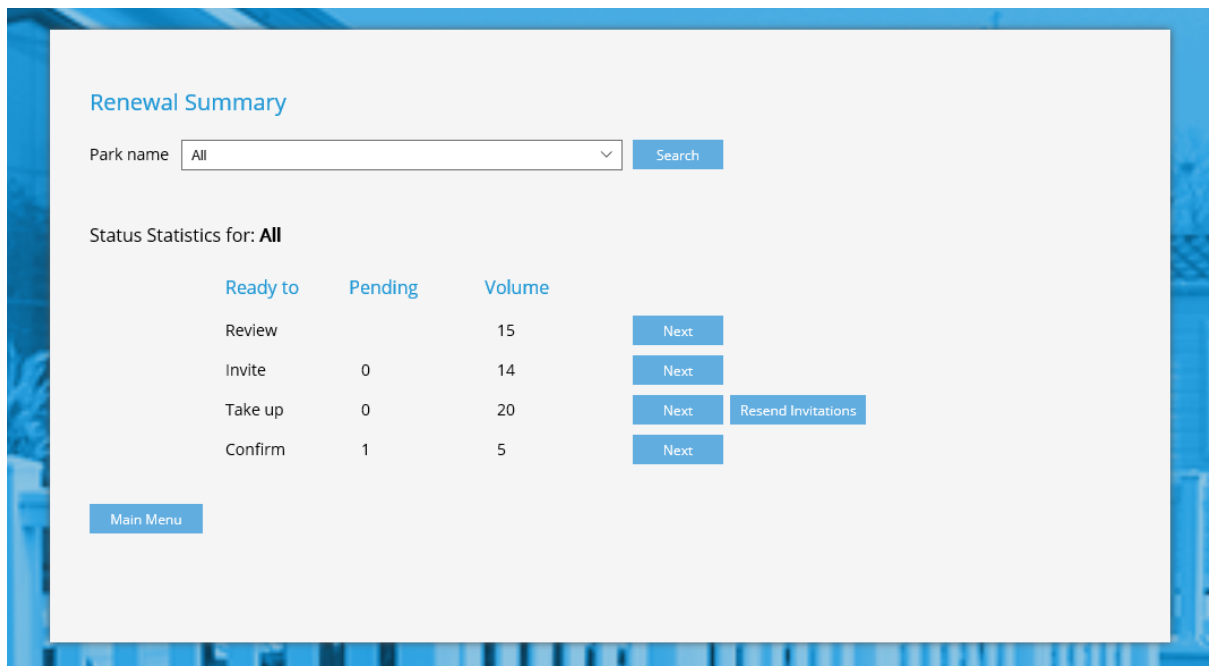 Renewal Summary
Park name All Search
Status Statistics for: All
Ready to Pending Volume
Review 15 Next
Invite 0 14 Next
Take up 0 20 Next Resend Invitations
Confirm 1 5 Next
Main Menu